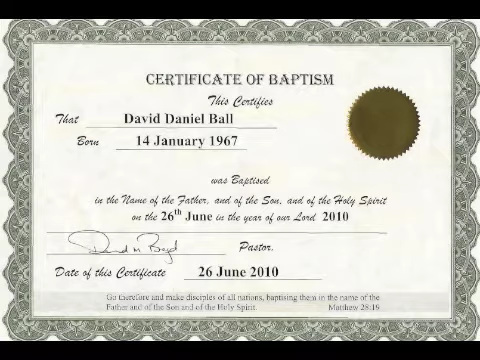 CERTIFICATE OF BAPTISM
This Certifies
That David Daniel Ball
Born 14 January 1967
was Baptised
in the Name of the Father, and of the Son, and of the Holy Spirit
on the 26th June in the year of our Lord 2010
Pastor.
Date of this Certificate 26 June 2010
Go therefore and make disciples of all nations, baptising them in the name of the
Father and of the Son and of the Holy Spirit. Matthew 28:19